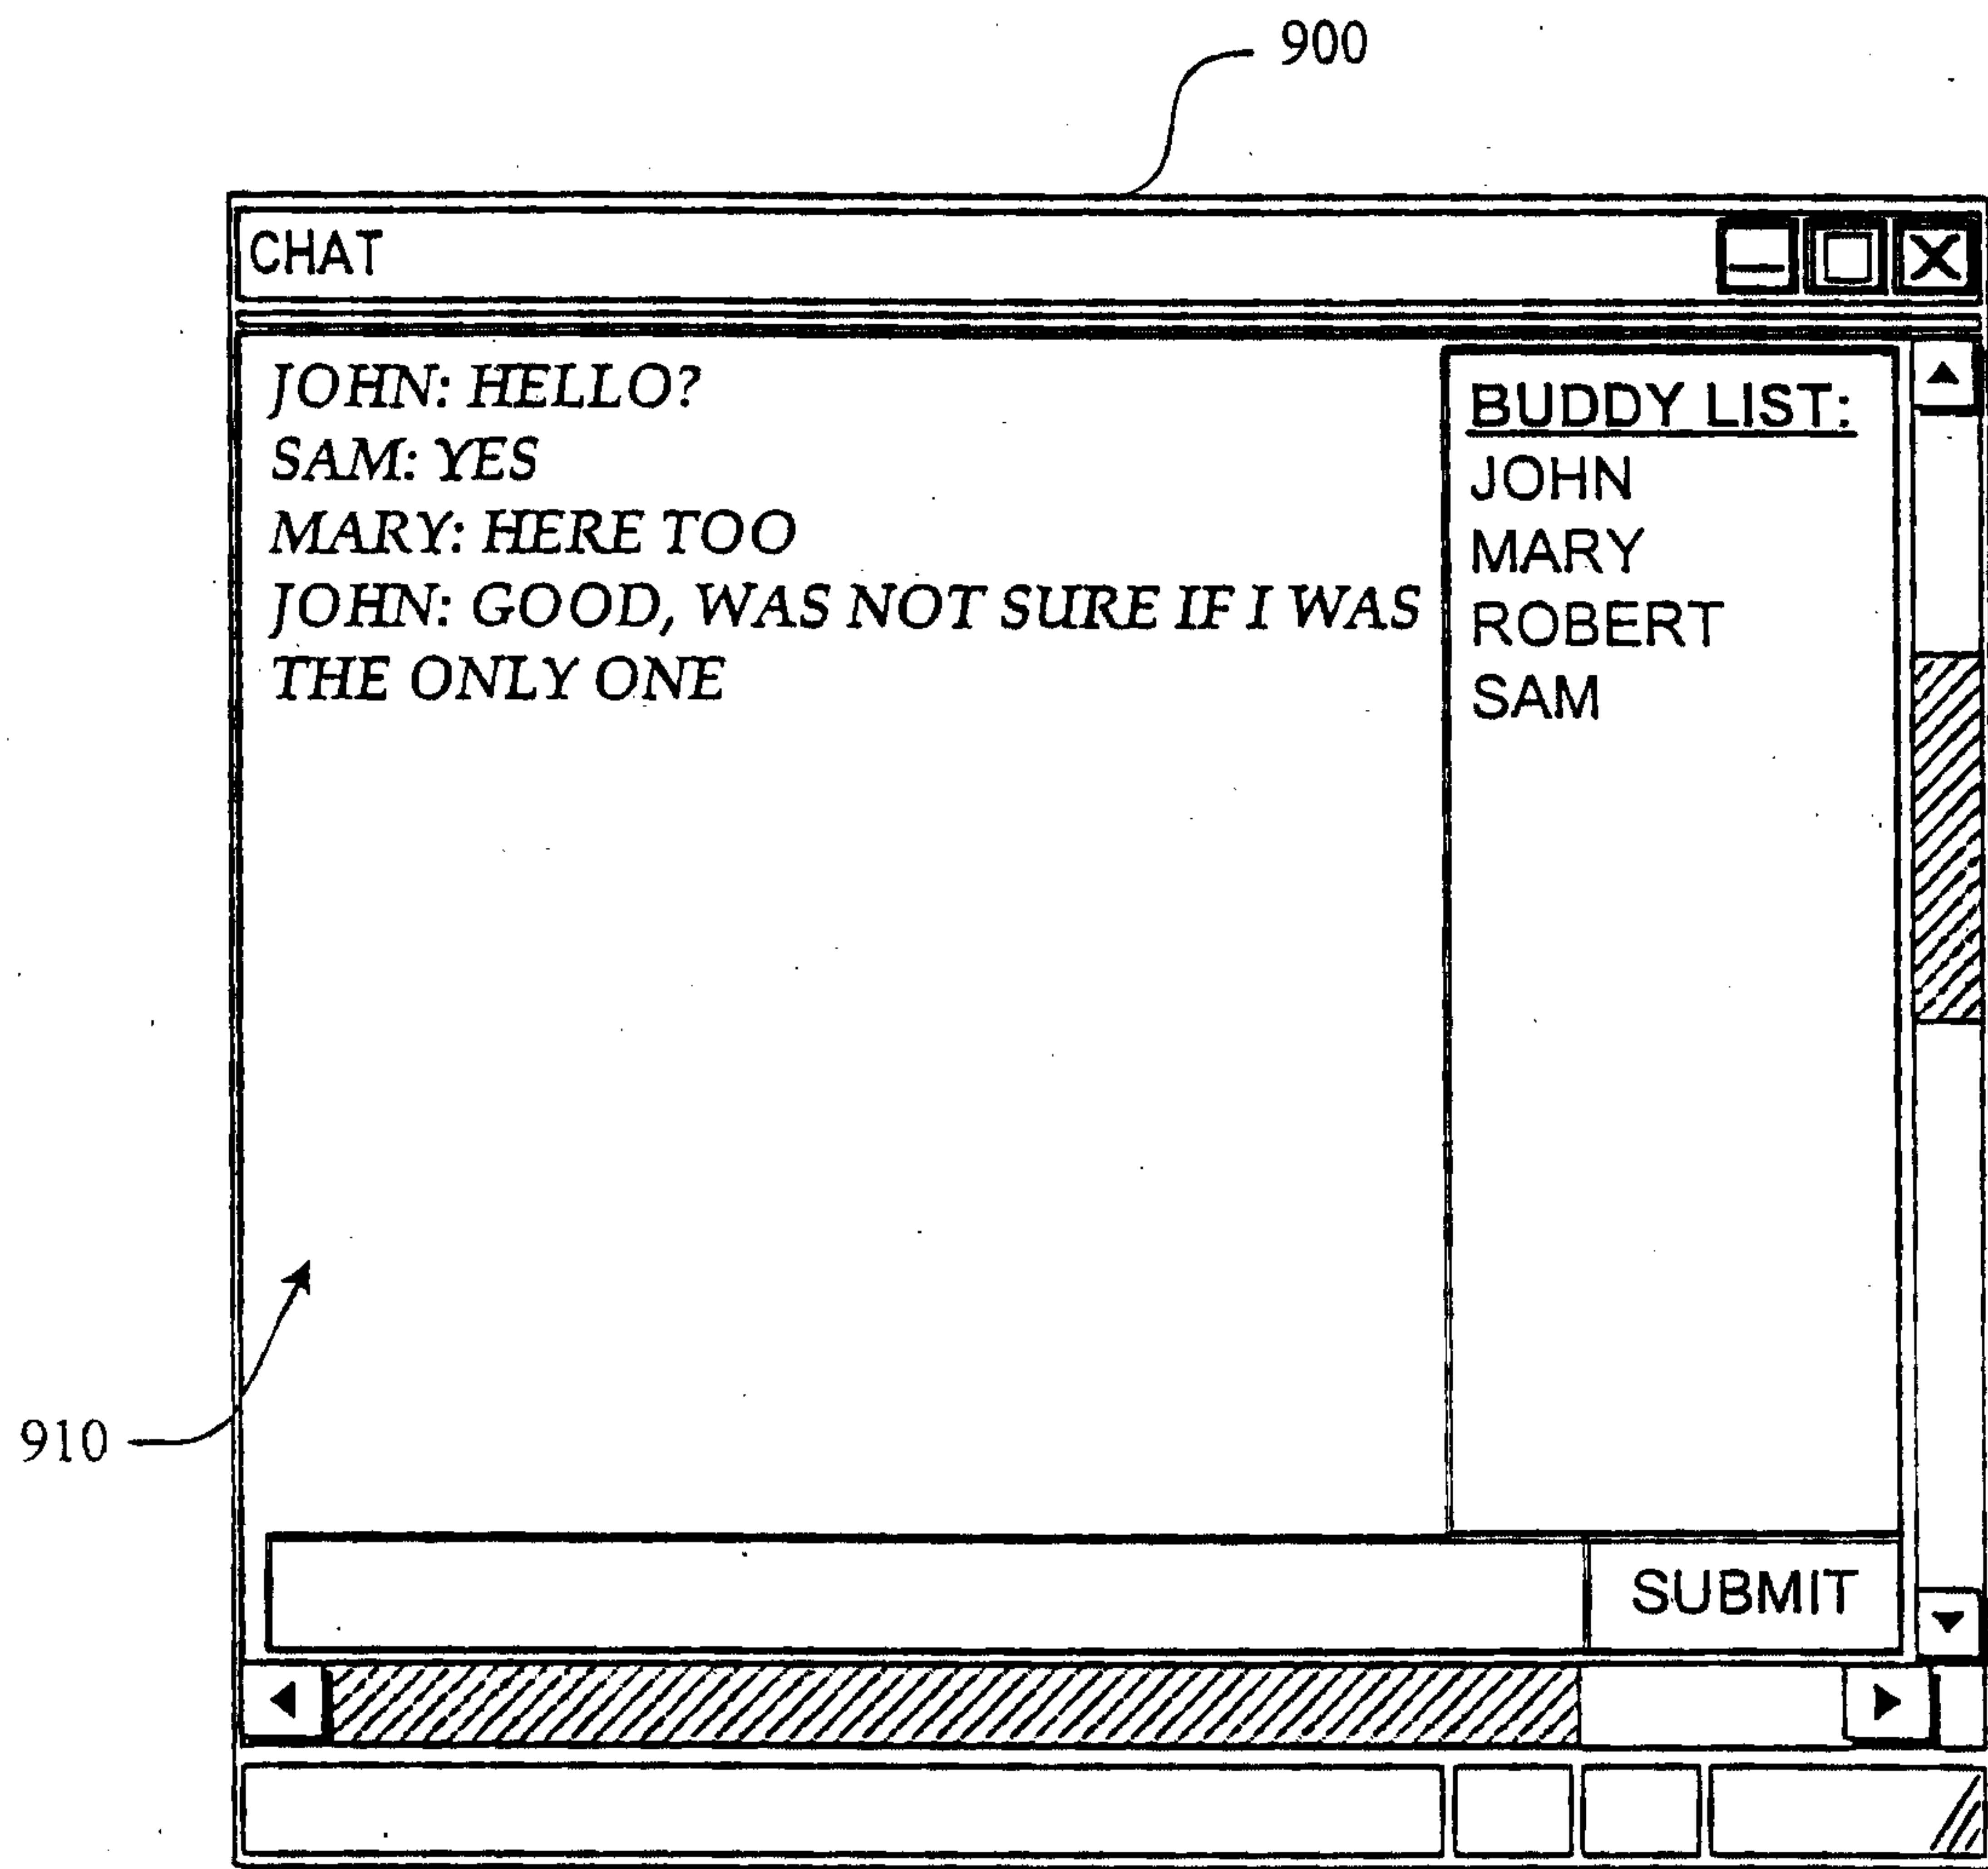 900
CHAT
JOHN: HELLO?
SAM: YES
MARY: HERE TOO
JOHN: GOOD, WAS NOT SURE IF I WAS
THE ONLY ONE
BUDDY LIST:
JOHN
MARY
ROBERT
SAM
910
SUBMIT